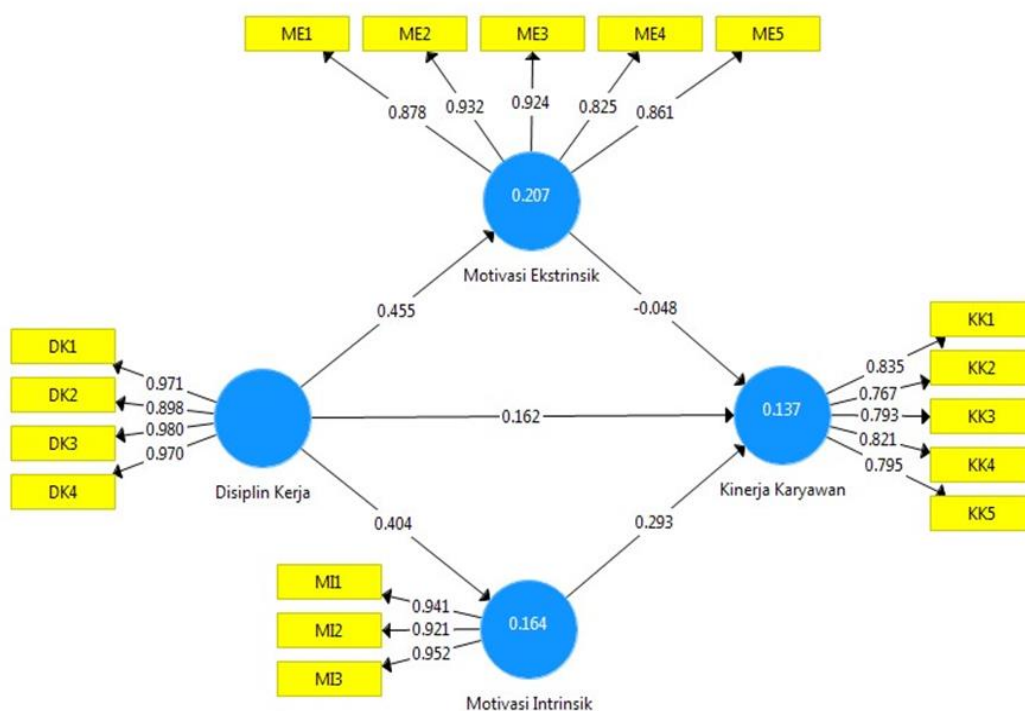 ME1 ME2 ME3 ME4 ME5
0.878 0.932 0.924 0.825 0.861
0.207
Motivasi Ekstrinsik
0.455 -0.048
DK1
DK2
DK3
DK4
0.971
0.898
0.980
0.970
Disiplin Kerja
0.162
0.137
Kinerja Karyawan
0.835
0.767
0.793
0.821
0.795
KK1
KK2
KK3
KK4
KK5
0.404 0.293
MI1
MI2
MI3
0.941
0.921
0.952
0.164
Motivasi Intrinsik